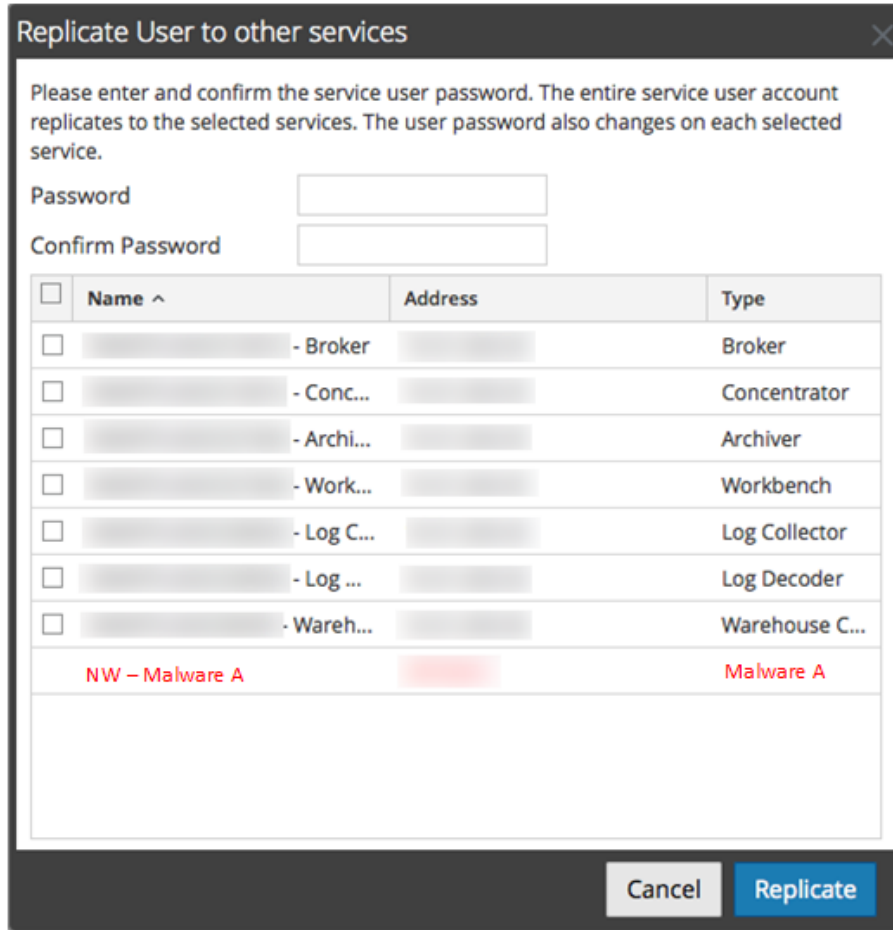 Replicate User to other services
Please enter and confirm the service user password. The entire service user account
replicates to the selected services. The user password also changes on each selected
service.
Password
Confirm Password
Name Address Type
- Broker Broker
- Conc... Concentrator
- Archi... Archiver
- Work... Workbench
- Log C... Log Collector
- Log ... Log Decoder
- Wareh... Warehouse C...
NW – Malware A Malware A
Cancel Replicate